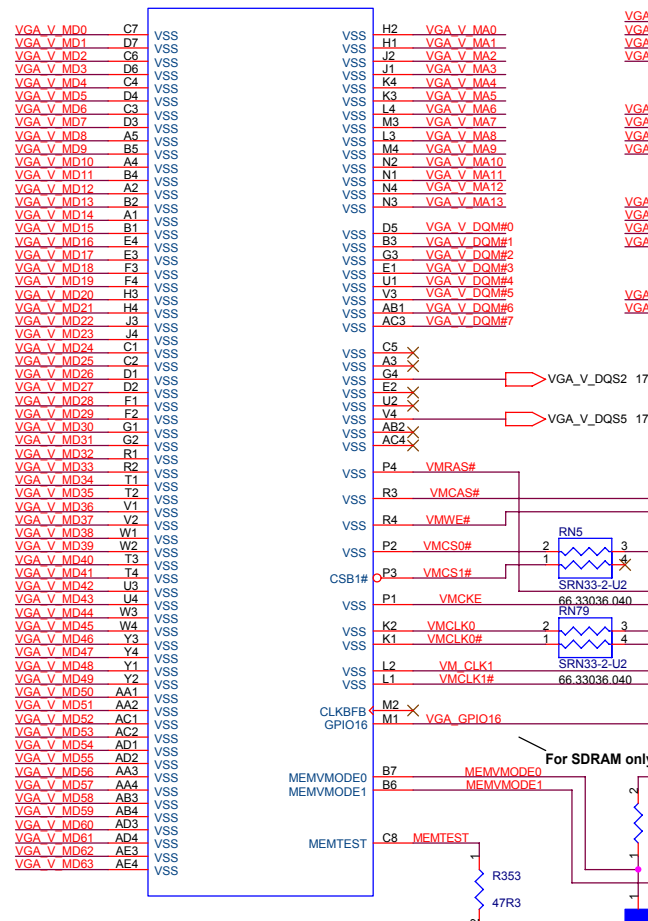 VGA
VGA_V_MD0 C7 VSS VSS H2 VGA_V_MA0 VGA
VGA_V_MD1 D7 VSS VSS H1 VGA_V_MA1 VGA
VGA_V_MD2 C6 VSS VSS J2 VGA_V_MA2 VGA
VGA_V_MD3 D6 VSS VSS J1 VGA_V_MA3
VGA_V_MD4 C4 VSS VSS K4 VGA_V_MA4
VGA_V_MD5 D4 VSS VSS K3 VGA_V_MA5
VGA_V_MD6 C3 VSS VSS L4 VGA_V_MA6 VGA
VGA_V_MD7 D3 VSS VSS M3 VGA_V_MA7 VGA
VGA_V_MD8 A5 VSS VSS L3 VGA_V_MA8 VGA
VGA_V_MD9 B5 VSS VSS M4 VGA_V_MA9 VGA
VGA_V_MD10 A4 VSS VSS N2 VGA_V_MA10
VGA_V_MD11 B4 VSS VSS N1 VGA_V_MA11
VGA_V_MD12 A2 VSS VSS N4 VGA_V_MA12
VGA_V_MD13 B2 VSS VSS N3 VGA_V_MA13 VGA
VGA_V_MD14 A1 VSS VGA
VGA_V_MD15 B1 VSS VSS D5 VGA_V_DQM#0 VGA
VGA_V_MD16 E4 VSS VSS B3 VGA_V_DQM#1 VGA
VGA_V_MD17 E3 VSS VSS G3 VGA_V_DQM#2
VGA_V_MD18 F3 VSS VSS E1 VGA_V_DQM#3
VGA_V_MD19 F4 VSS VSS U1 VGA_V_DQM#4
VGA_V_MD20 H3 VSS VSS V3 VGA_V_DQM#5 VGA
VGA_V_MD21 H4 VSS VSS AB1 VGA_V_DQM#6 VGA
VGA_V_MD22 J3 VSS VSS AC3 VGA_V_DQM#7
VGA_V_MD23 J4 VSS
VGA_V_MD24 C1 VSS VSS C5
VGA_V_MD25 C2 VSS VSS A3
VGA_V_MD26 D1 VSS VSS G4 VGA_V_DQS2 17
VGA_V_MD27 D2 VSS VSS E2
VGA_V_MD28 F1 VSS VSS U2
VGA_V_MD29 F2 VSS VSS V4 VGA_V_DQS5 17
VGA_V_MD30 G1 VSS VSS AB2
VGA_V_MD31 G2 VSS VSS AC4
VGA_V_MD32 R1 VSS
VGA_V_MD33 R2 VSS VSS P4 VMRAS#
VGA_V_MD34 T1 VSS
VGA_V_MD35 T2 VSS VSS R3 VMCAS#
VGA_V_MD36 V1 VSS
VGA_V_MD37 V2 VSS VSS R4 VMWE#
VGA_V_MD38 W1 VSS RN5
VGA_V_MD39 W2 VSS VSS P2 VMCS0# 2 3
VGA_V_MD40 T3 VSS 1 4
VGA_V_MD41 T4 VSS CSB1# P3 VMCS1#
VGA_V_MD42 U3 VSS SRN33-2-U2
VGA_V_MD43 U4 VSS VSS P1 VMCKE 66.33036.040
VGA_V_MD44 W3 VSS RN79
VGA_V_MD45 W4 VSS VSS K2 VMCLK0 2 3
VGA_V_MD46 Y3 VSS VSS K1 VMCLK0# 1 4
VGA_V_MD47 Y4 VSS
VGA_V_MD48 Y1 VSS VSS L2 VM_CLK1 SRN33-2-U2
VGA_V_MD49 Y2 VSS VSS L1 VMCLK1# 66.33036.040
VGA_V_MD50 AA1 VSS
VGA_V_MD51 AA2 VSS CLKBFB M2
VGA_V_MD52 AC1 VSS GPIO16 M1 VGA_GPIO16
VGA_V_MD53 AC2 VSS
VGA_V_MD54 AD1 VSS
VGA_V_MD55 AD2 VSS For SDRAM only
VGA_V_MD56 AA3 VSS MEMVMODE0 B7 MEMVMODE0
VGA_V_MD57 AA4 VSS MEMVMODE1 B6 MEMVMODE1
VGA_V_MD58 AB3 VSS 2
VGA_V_MD59 AB4 VSS
VGA_V_MD60 AD3 VSS
VGA_V_MD61 AD4 VSS MEMTEST C8 MEMTEST
VGA_V_MD62 AE3 VSS 1 1
VGA_V_MD63 AE4 VSS
R353
1
47R3